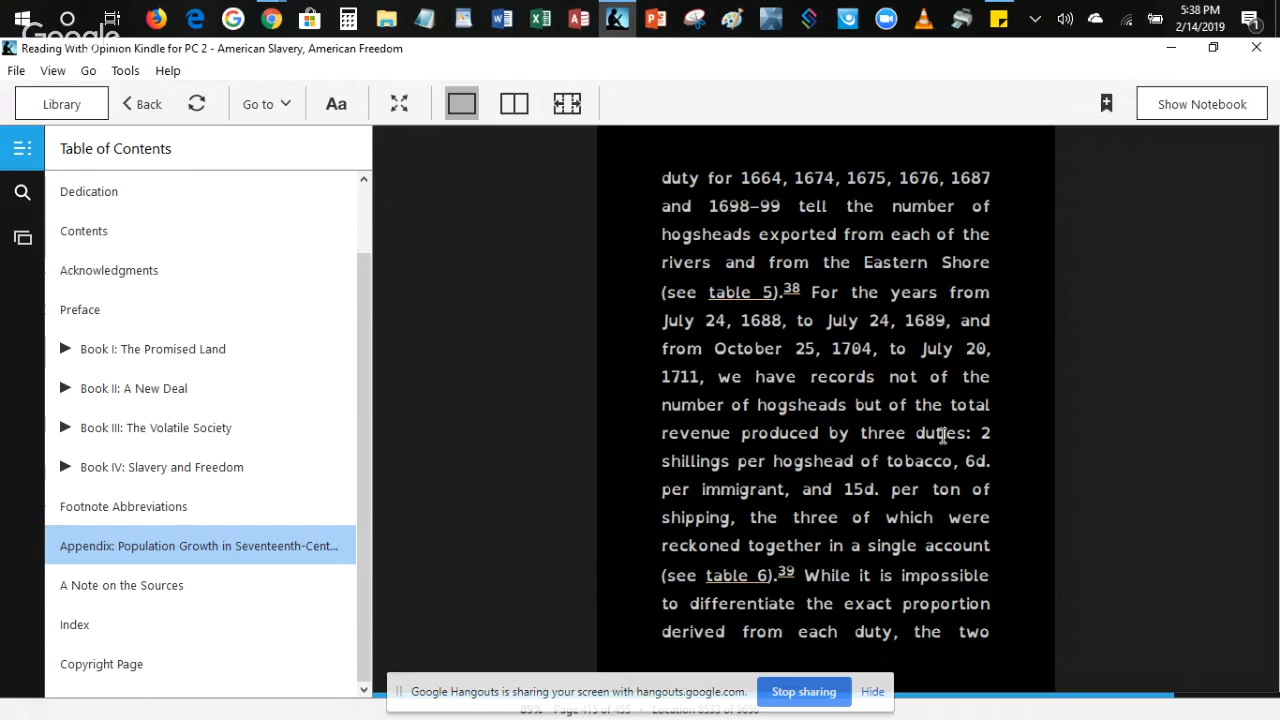 5:38 PM
2/14/2019
Google
Reading With Opinion Kindle for PC 2 - American Slavery, American Freedom
File View Go Tools Help
Library Back Go to Aa Show Notebook
Table of Contents
Dedication
Contents
Acknowledgments
Preface
Book I: The Promised Land
Book II: A New Deal
Book III: The Volatile Society
Book IV: Slavery and Freedom
Footnote Abbreviations
Appendix: Population Growth in Seventeenth-Cent...
A Note on the Sources
Index
Copyright Page
duty for 1664, 1674, 1675, 1676, 1687
and 1698–99 tell the number of
hogsheads exported from each of the
rivers and from the Eastern Shore
(see table 5).38 For the years from
July 24, 1688, to July 24, 1689, and
from October 25, 1704, to July 20,
1711, we have records not of the
number of hogsheads but of the total
revenue produced by three duties: 2
shillings per hogshead of tobacco, 6d.
per immigrant, and 15d. per ton of
shipping, the three of which were
reckoned together in a single account
(see table 6).39 While it is impossible
to differentiate the exact proportion
derived from each duty, the two
Google Hangouts is sharing your screen with hangouts.google.com. Stop sharing Hide